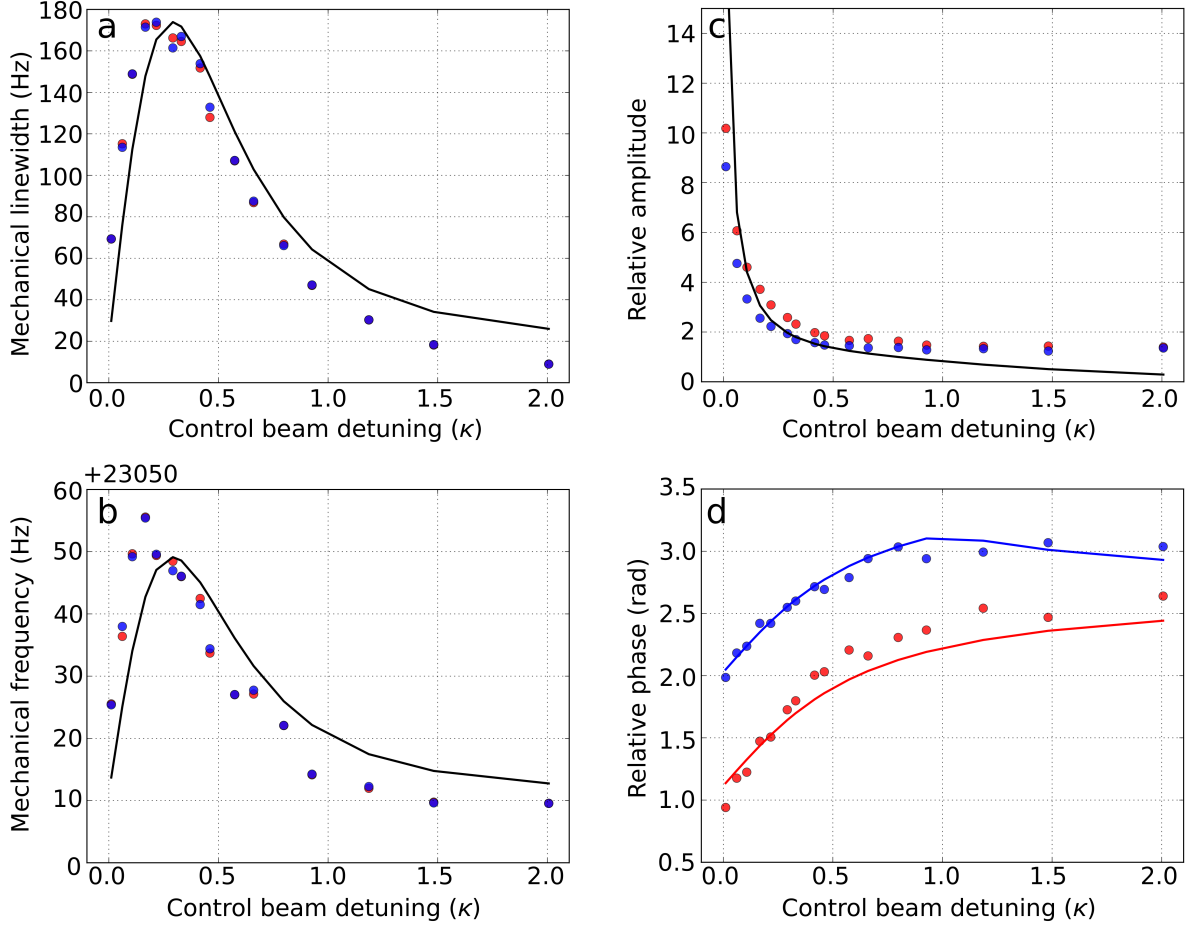 a
180
160
140
120
100
80
60
40
20
0
Mechanical linewidth (Hz)
0.0 0.5 1.0 1.5 2.0
Control beam detuning (κ)
c
14
12
10
8
6
4
2
0
Relative amplitude
0.0 0.5 1.0 1.5 2.0
Control beam detuning (κ)
+23050
b
60
50
40
30
20
10
0
Mechanical frequency (Hz)
0.0 0.5 1.0 1.5 2.0
Control beam detuning (κ)
d
3.5
3.0
2.5
2.0
1.5
1.0
0.5
Relative phase (rad)
0.0 0.5 1.0 1.5 2.0
Control beam detuning (κ)